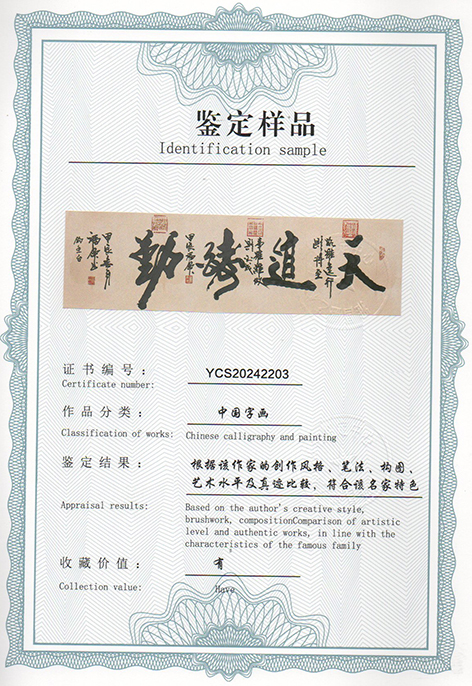 鉴定样品
Identification sample
天道酬勤
证书编号：
YCS20242203
Certificate number:
作品分类：
中国字画
Classification of works:
Chinese calligraphy and painting
鉴定结果：
根据该作家的创作风格、笔法、构图、
艺术水平及真迹比较，符合该名家特色
Appraisal results:
Based on the author's creative style,
brushwork, compositionComparison of artistic
level and authentic works, in line with the
characteristics of the famous family
收藏价值：
有
Collection value:
Have